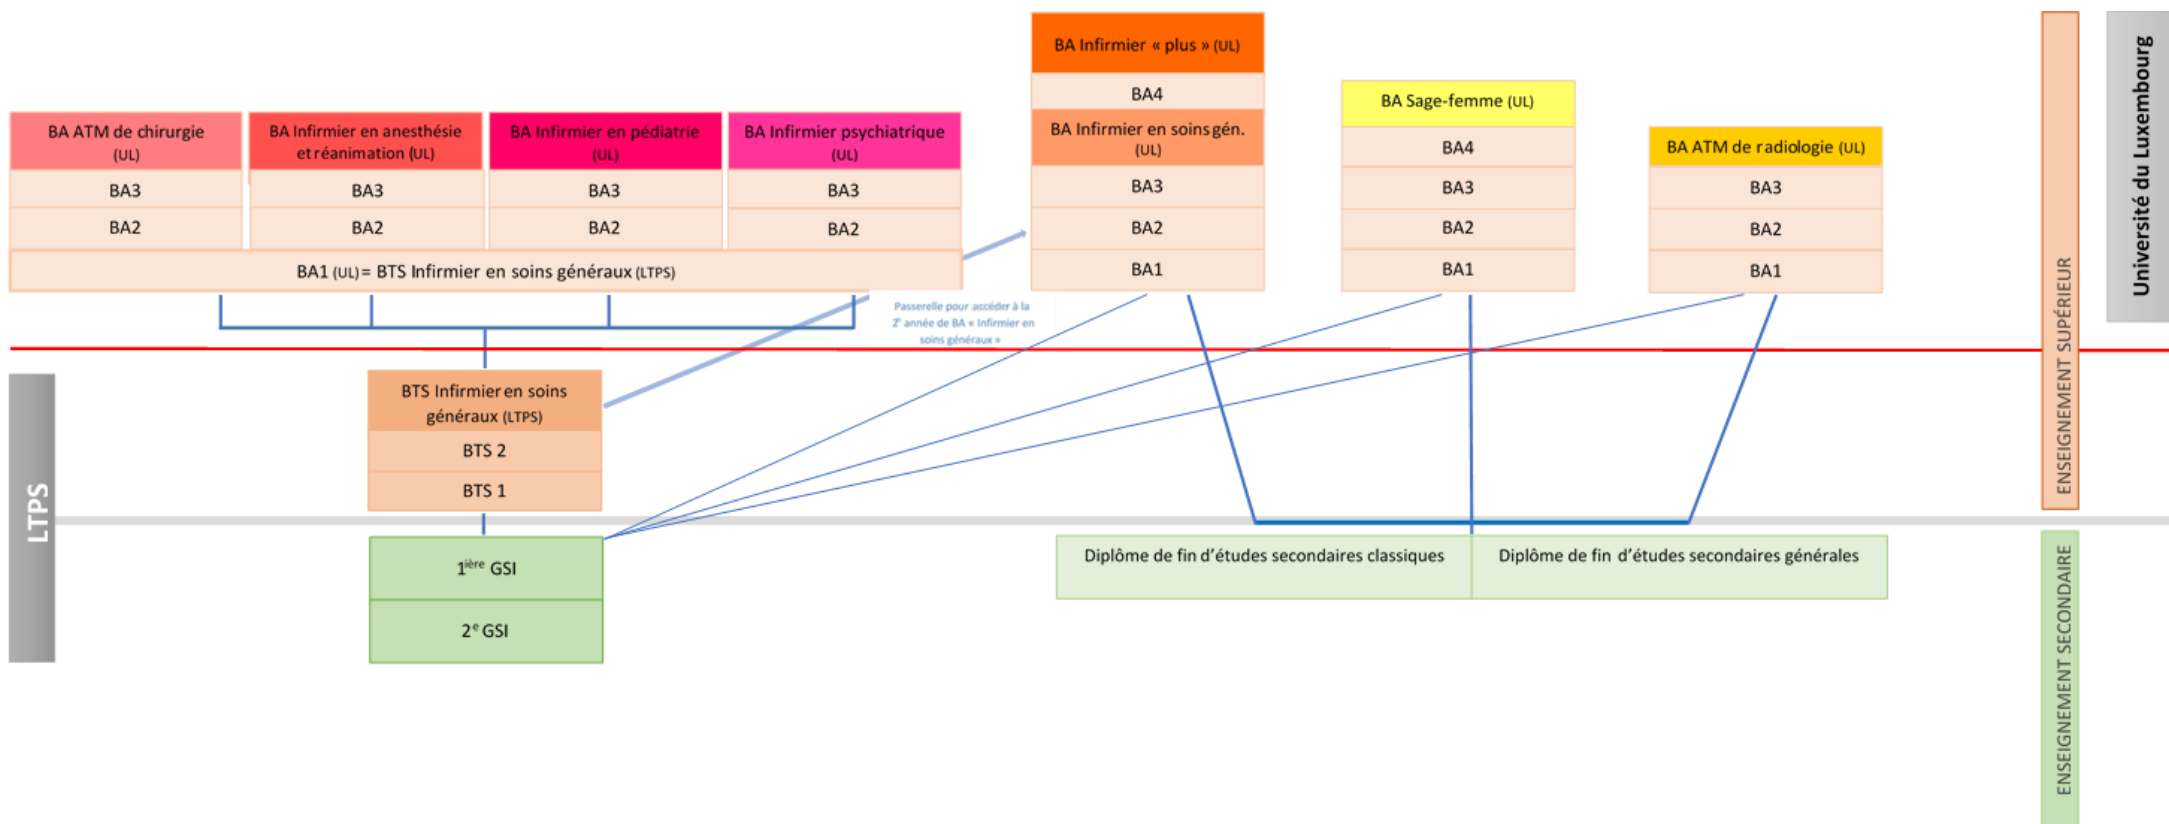 BA Infirmier « plus » (UL)
BA4
BA Infirmier en soins gén.
(UL)
BA3
BA2
BA1
BA Sage-femme (UL)
BA4
BA3
BA2
BA1
BA ATM de radiologie (UL)
BA3
BA2
BA1
BA ATM de chirurgie
(UL)
BA3
BA2
BA Infirmier en anesthésie
et réanimation (UL)
BA3
BA2
BA Infirmier en pédiatrie
(UL)
BA3
BA2
BA Infirmier psychiatrique
(UL)
BA3
BA2
BA1 (UL) = BTS Infirmier en soins généraux (LTPS)
Passerelle pour accéder à la
2e année de BA « Infirmier en
soins généraux »
BTS Infirmier en soins
généraux (LTPS)
BTS 2
BTS 1
1ière GSI
2e GSI
Diplôme de fin d'études secondaires classiques
Diplôme de fin d'études secondaires générales
LTPS
ENSEIGNEMENT SUPÉRIEUR
ENSEIGNEMENT SECONDAIRE
Université du Luxembourg